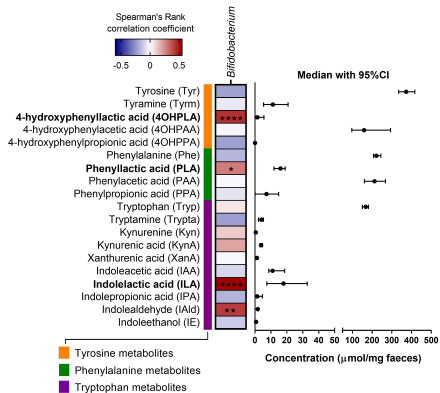 Spearman's Rank
correlation coefficient
-0.5 0 0.5
Bifidobacterium
Median with 95%CI
Tyrosine (Tyr)
Tyramine (Tyrm)
4-hydroxyphenyllactic acid (4OHPLA) ****
4-hydroxyphenylacetic acid (4OHPAA)
4-hydroxyphenylpropionic acid (4OHPPA)
Phenylalanine (Phe)
Phenyllactic acid (PLA) *
Phenylacetic acid (PAA)
Phenylpropionic acid (PPA)
Tryptophan (Tryp)
Tryptamine (Trypta)
Kynurenine (Kyn)
Kynurenic acid (KynA)
Xanthurenic acid (XanA)
Indoleacetic acid (IAA)
Indolelactic acid (ILA) ****
Indolepropionic acid (IPA)
Indolealdehyde (IAld) **
Indoleethanol (IE)
0 10 20 30 40 50 100 200 300 400 500
Concentration (μmol/mg faeces)
Tyrosine metabolites
Phenylalanine metabolites
Tryptophan metabolites